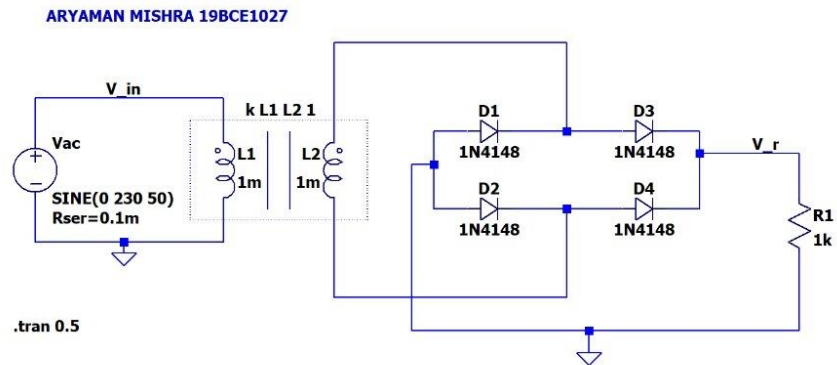 ARYAMAN MISHRA 19BCE1027
V_in
k L1 L2 1
D1
D3
Vac
L1
L2
1N4148
1N4148
V_r
1m
1m
SINE(0 230 50)
Rser=0.1m
D2
D4
1N4148
1N4148
R1
1k
.tran 0.5